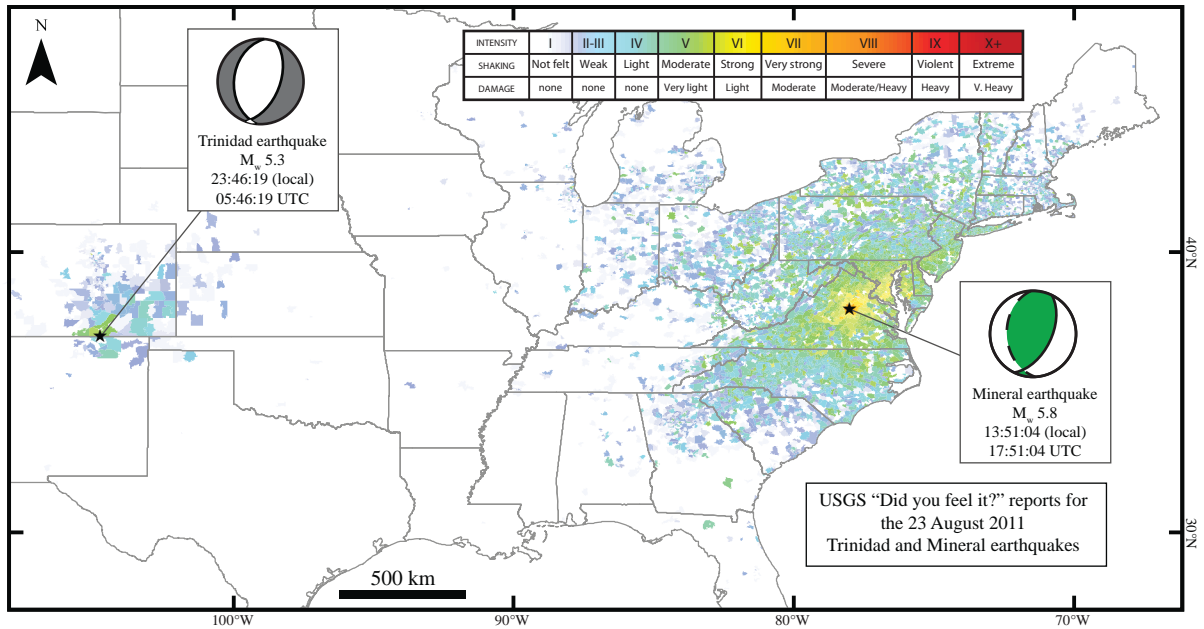 N
Trinidad earthquake
Mw 5.3
23:46:19 (local)
05:46:19 UTC
INTENSITY I II-III IV V VI VII VIII IX X+
SHAKING Not felt Weak Light Moderate Strong Very strong Severe Violent Extreme
DAMAGE none none none Very light Light Moderate Moderate/Heavy Heavy V. Heavy
40°N
Mineral earthquake
Mw 5.8
13:51:04 (local)
17:51:04 UTC
USGS “Did you feel it?” reports for
the 23 August 2011
Trinidad and Mineral earthquakes
30°N
500 km
100°W 90°W 80°W 70°W